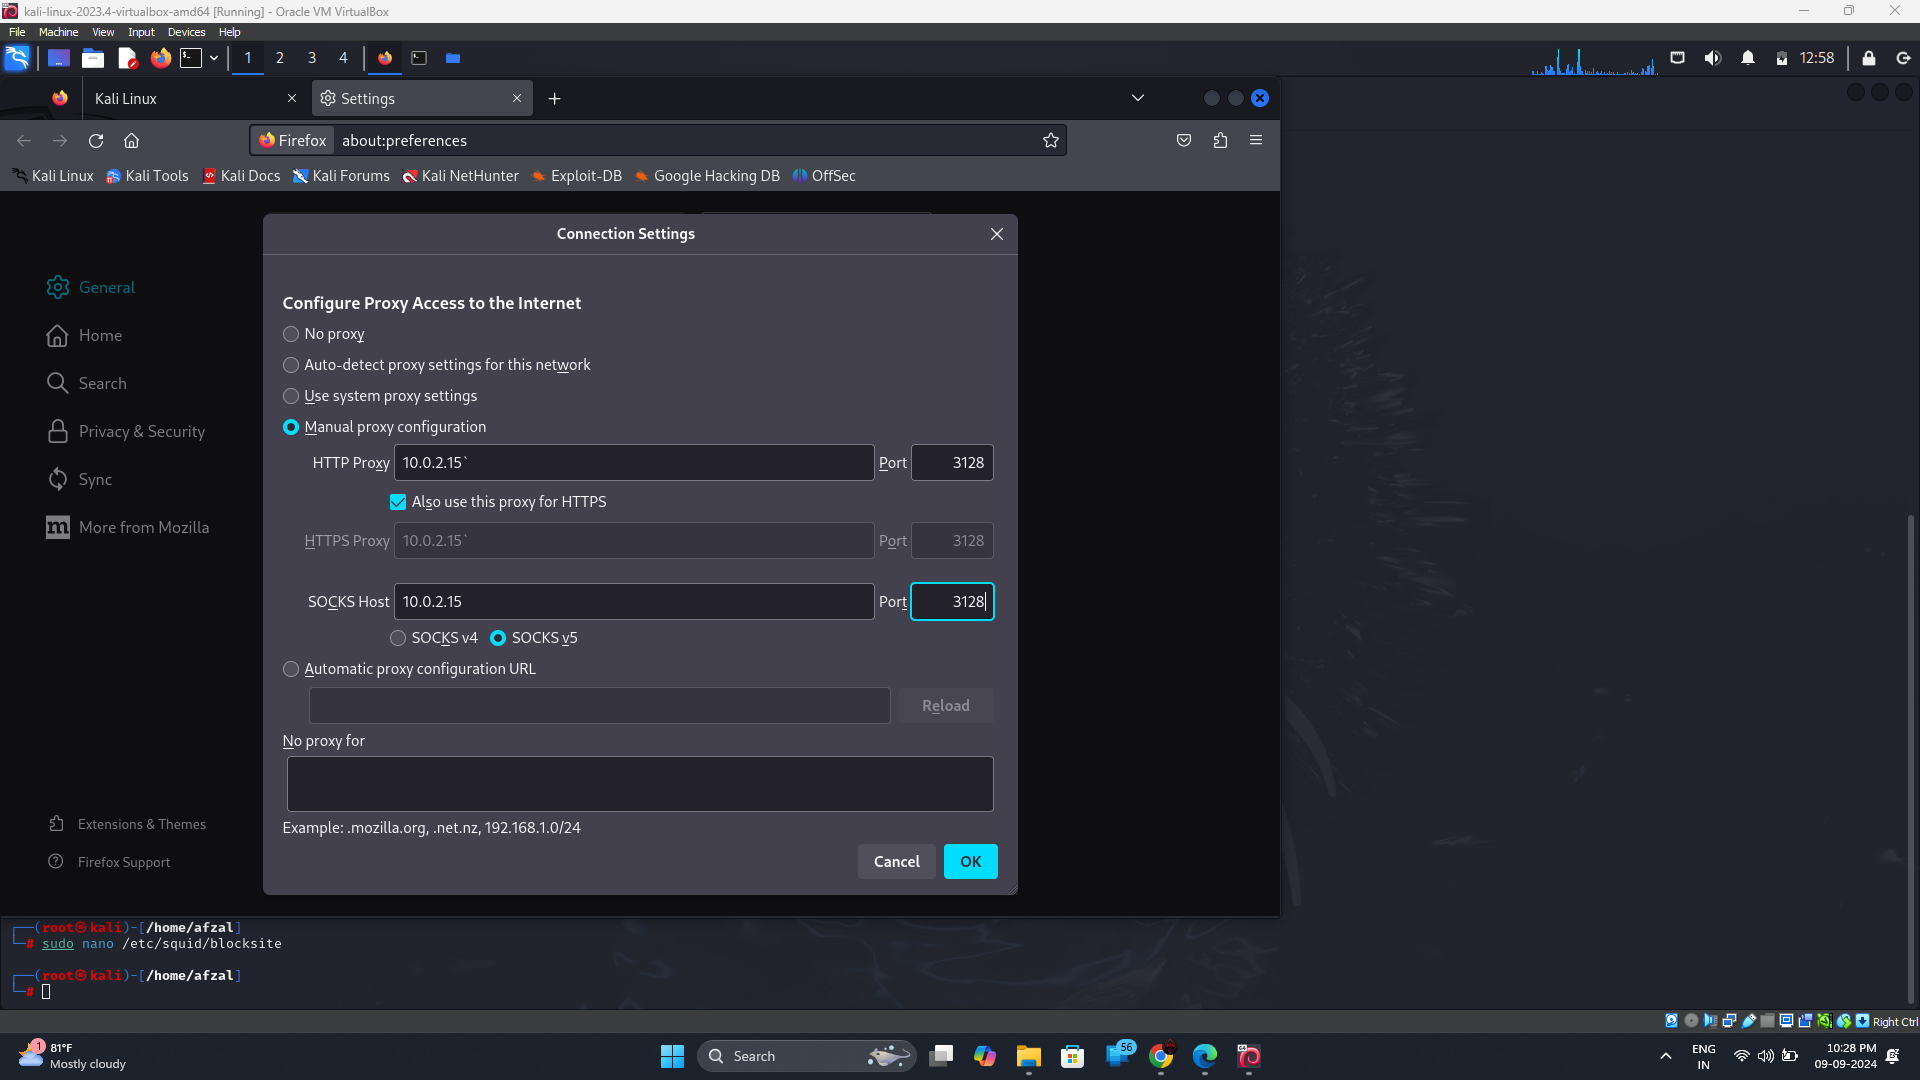 kali-linux-2023.4-virtualbox-amd64 [Running] - Oracle VM VirtualBox
File Machine View Input Devices Help
1 2 3 4 12:58
Kali Linux Settings
Firefox about:preferences
Kali Linux Kali Tools Kali Docs Kali Forums Kali NetHunter Exploit-DB Google Hacking DB OffSec
Connection Settings
General
Home
Search
Privacy & Security
Sync
More from Mozilla
Extensions & Themes
Firefox Support
Configure Proxy Access to the Internet
No proxy
Auto-detect proxy settings for this network
Use system proxy settings
Manual proxy configuration
HTTP Proxy 10.0.2.15` Port 3128
Also use this proxy for HTTPS
HTTPS Proxy 10.0.2.15` Port 3128
SOCKS Host 10.0.2.15 Port 3128
SOCKS v4 SOCKS v5
Automatic proxy configuration URL
Reload
No proxy for
Example: .mozilla.org, .net.nz, 192.168.1.0/24
Cancel OK
(root㉿kali)-[/home/afzal]
# sudo nano /etc/squid/blocksite
(root㉿kali)-[/home/afzal]
#
Right Ctrl
1 81°F
Mostly cloudy
Search
56
ENG
IN
10:28 PM
09-09-2024